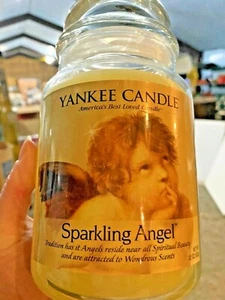 YANKEE CANDLE
America's Best Loved Candle
Sparkling Angel
Tradition has it Angels reside near all Spiritual Beauty
and are attracted to Wondrous Scents